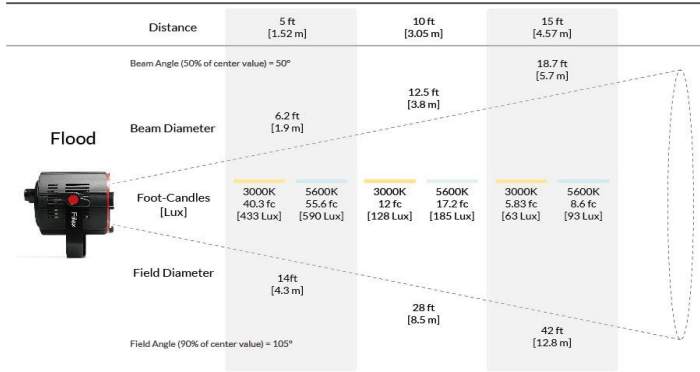 Distance
5 ft
[1.52 m]
10 ft
[3.05 m]
15 ft
[4.57 m]
Beam Angle (50% of center value) = 50°
18.7 ft
[5.7 m]
12.5 ft
[3.8 m]
6.2 ft
[1.9 m]
Flood
Beam Diameter
Foot-Candles
[Lux]
3000K
40.3 fc
[433 Lux]
5600K
55.6 fc
[590 Lux]
3000K
12 fc
[128 Lux]
5600K
17.2 fc
[185 Lux]
3000K
5.83 fc
[63 Lux]
5600K
8.6 fc
[93 Lux]
Fiilex
Field Diameter
14ft
[4.3 m]
28 ft
[8.5 m]
42 ft
[12.8 m]
Field Angle (90% of center value) = 105°